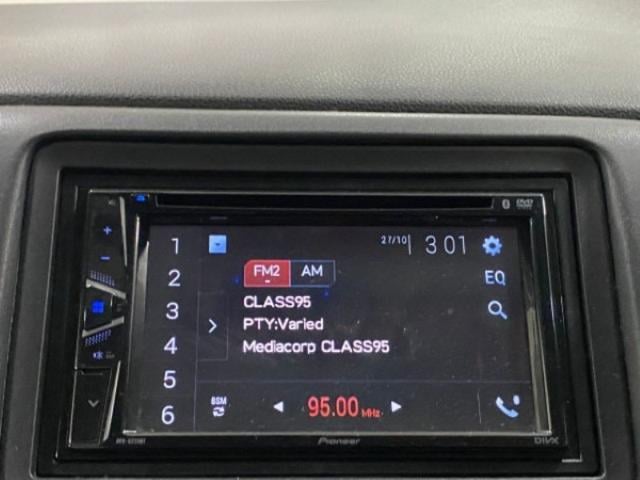 DVD
1
27/10 3 01
2
FM2 AM
EQ
CLASS95
3
PTY:Varied
4
Mediacorp CLASS95
5
6
BSM
95.00 MHz
Pioneer
DIVX